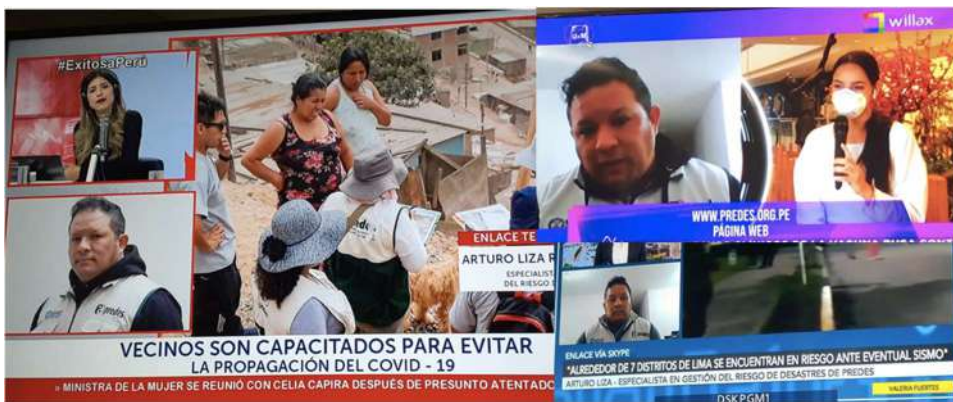 #ExitosaPerú
predes
ENLACE TE
ARTURO LIZA R
ESPECIALIST
DEL RIESGO
VECINOS SON CAPACITADOS PARA EVITAR
LA PROPAGACIÓN DEL COVID - 19
» MINISTRA DE LA MUJER SE REUNIÓ CON CELIA CAPIRA DESPUÉS DE PRESUNTO ATENTADO
willax
WWW.PREDES.ORG.PE
PÁGINA WEB
ENLACE VÍA SKYPE
"ALREDEDOR DE 7 DISTRITOS DE LIMA SE ENCUENTRAN EN RIESGO ANTE EVENTUAL SISMO"
ARTURO LIZA - ESPECIALISTA EN GESTIÓN DEL RIESGO DE DESASTRES DE PREDES
VALERIA FUERTES
DSKPGM1